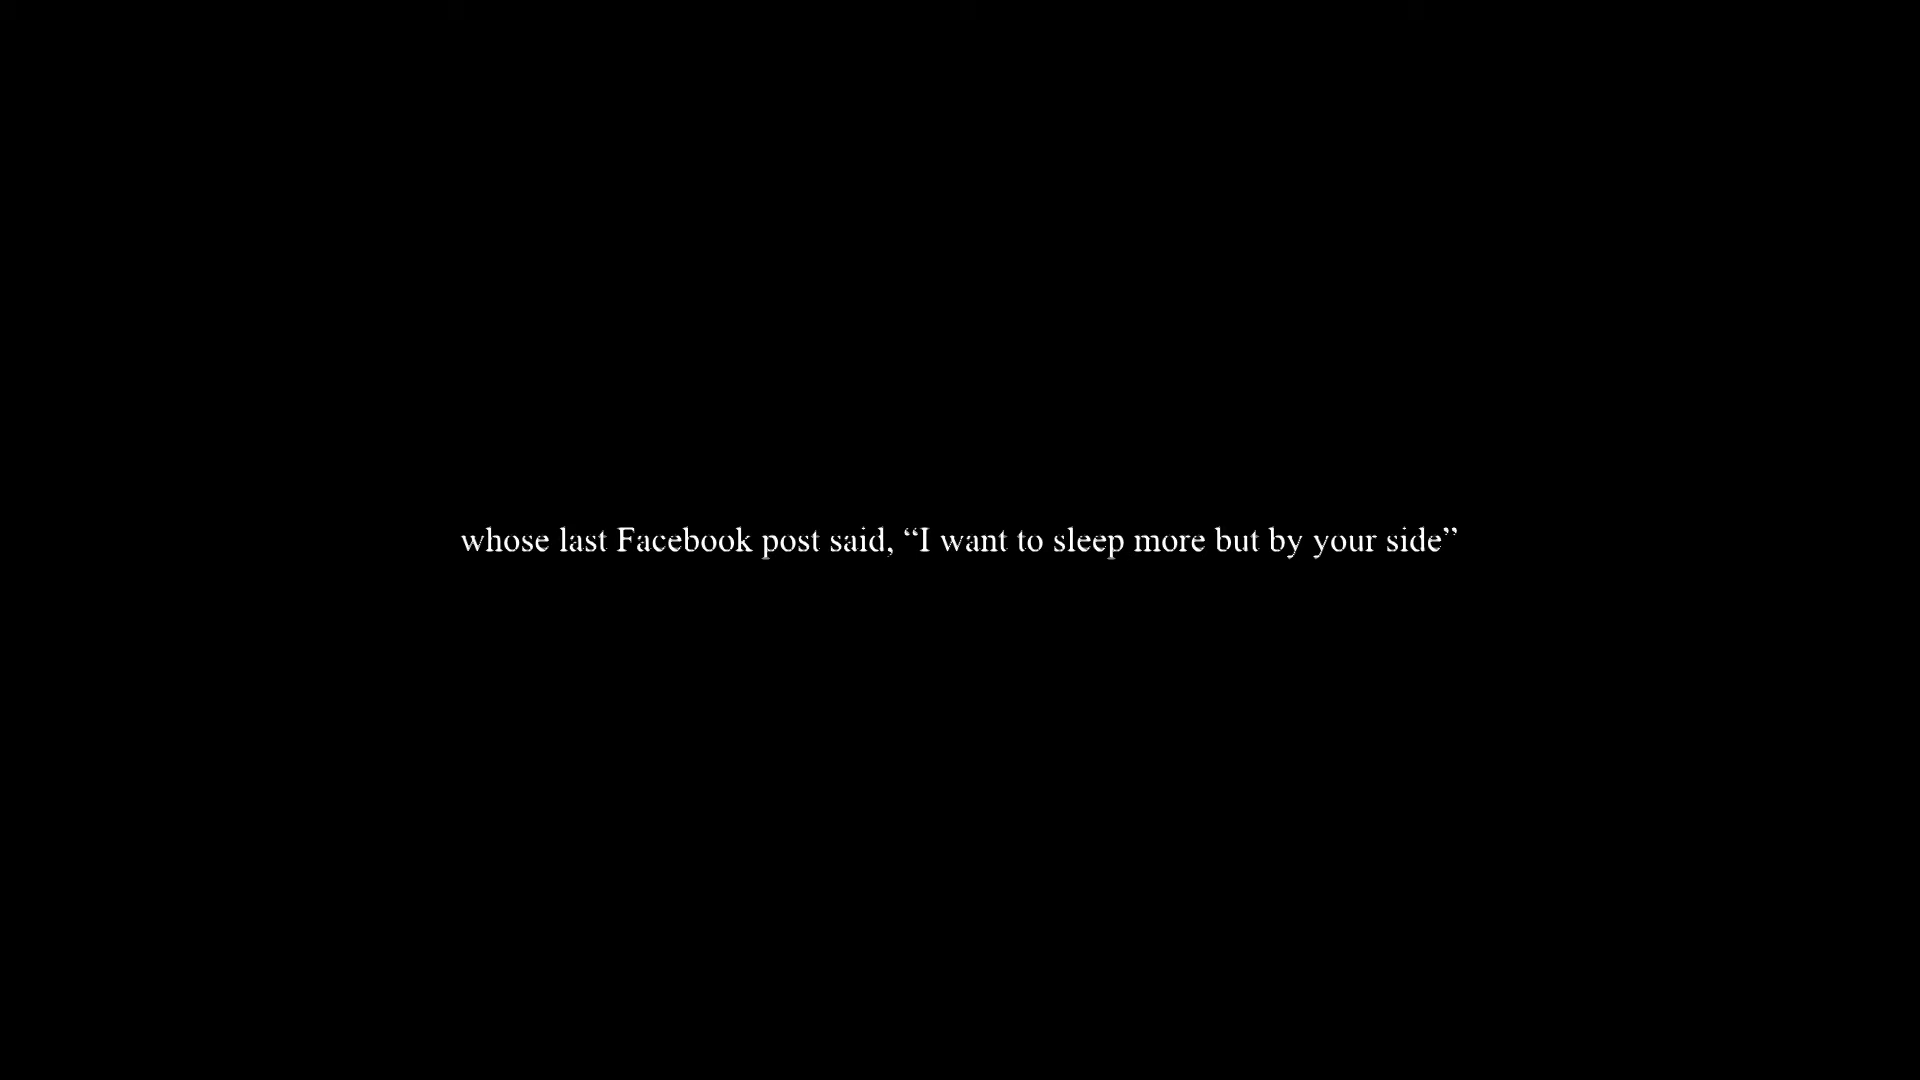 whose last Facebook post said, “I want to sleep more but by your side”